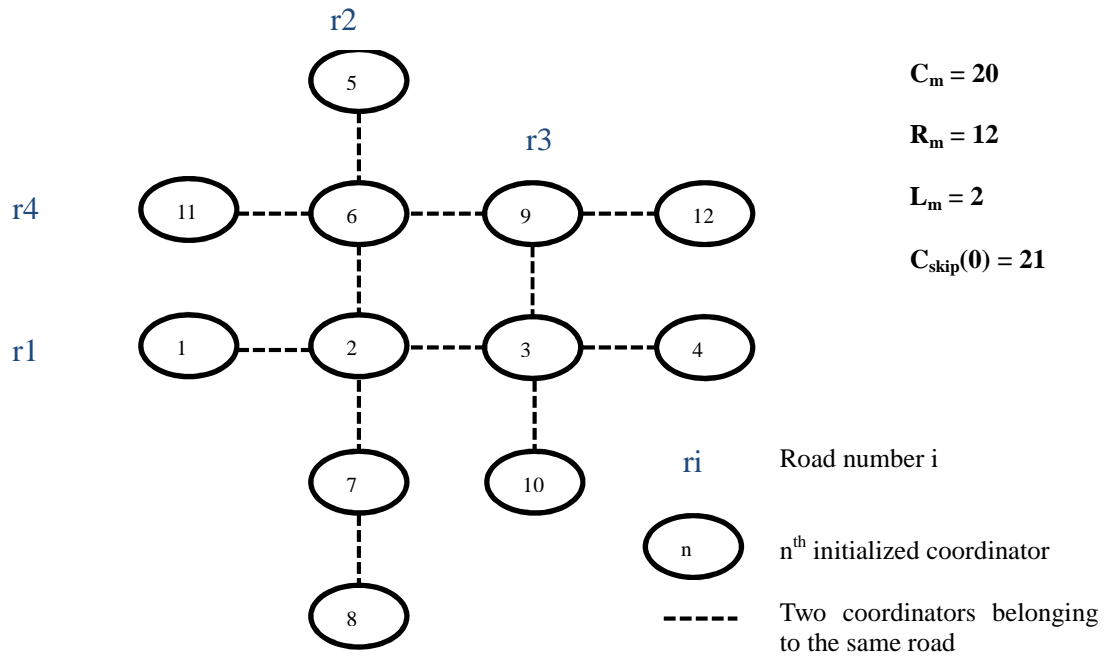 r2
5
C_m = 20
R_m = 12
r3
r4
11
6
9
12
L_m = 2
C_skip(0) = 21
r1
1
2
3
4
7
10
ri
Road number i
n
n^th initialized coordinator
8
Two coordinators belonging
to the same road